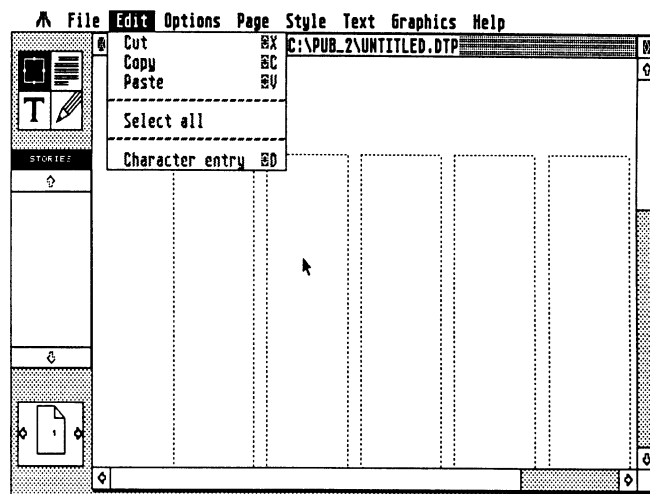 File Edit Options Page Style Text Graphics Help
C:\PUB_2\UNTITLED.DTP
Cut X
Copy C
Paste V
Select all
Character entry D
T
STORIES
1